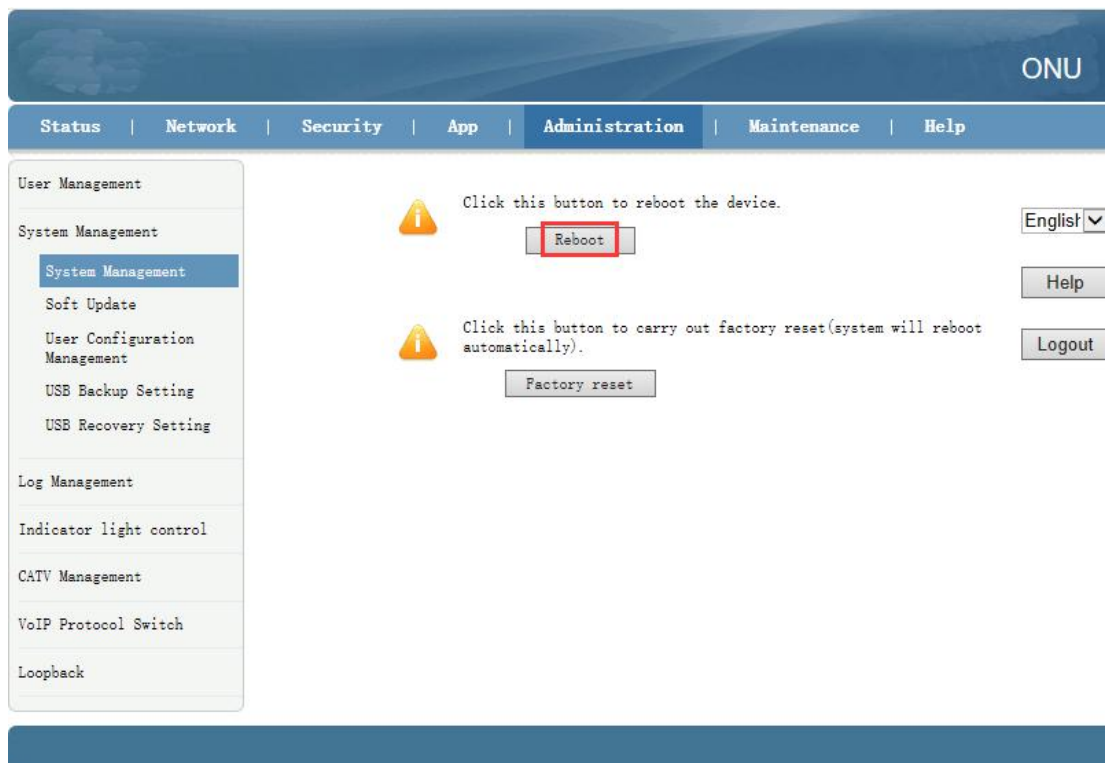 ONU
Status | Network | Security | App | Administration | Maintenance | Help
User Management
System Management
System Management
Soft Update
User Configuration
Management
USB Backup Setting
USB Recovery Setting
Log Management
Indicator light control
CATV Management
VoIP Protocol Switch
Loopback
Click this button to reboot the device.
Reboot
Click this button to carry out factory reset(system will reboot
automatically).
Factory reset
English
Help
Logout